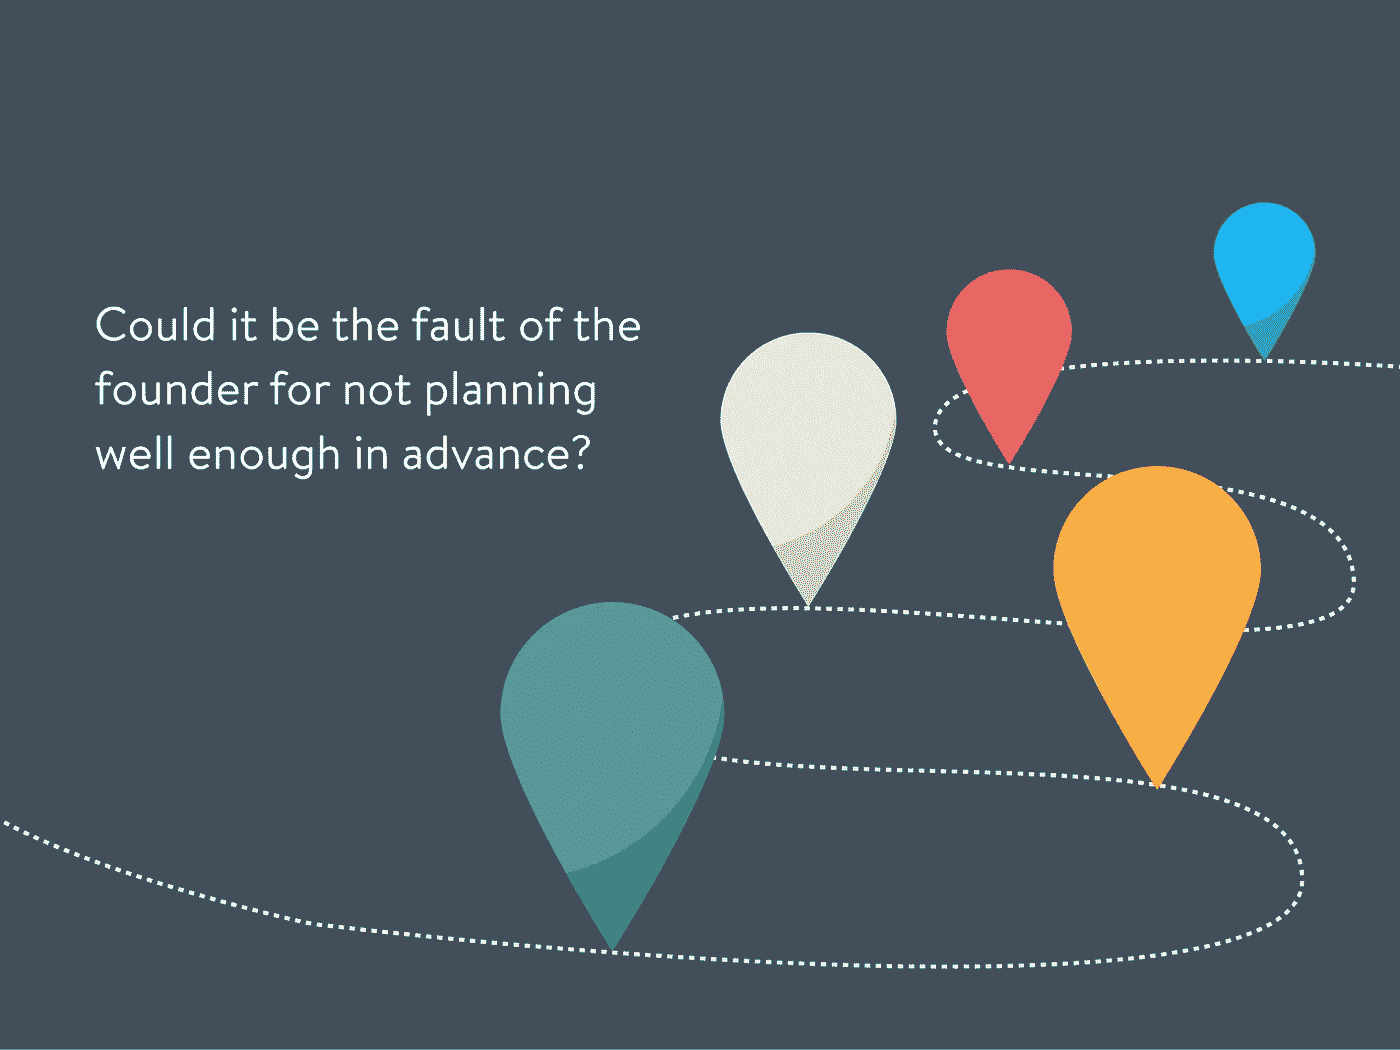 Could it be the fault of the
founder for not planning
well enough in advance?